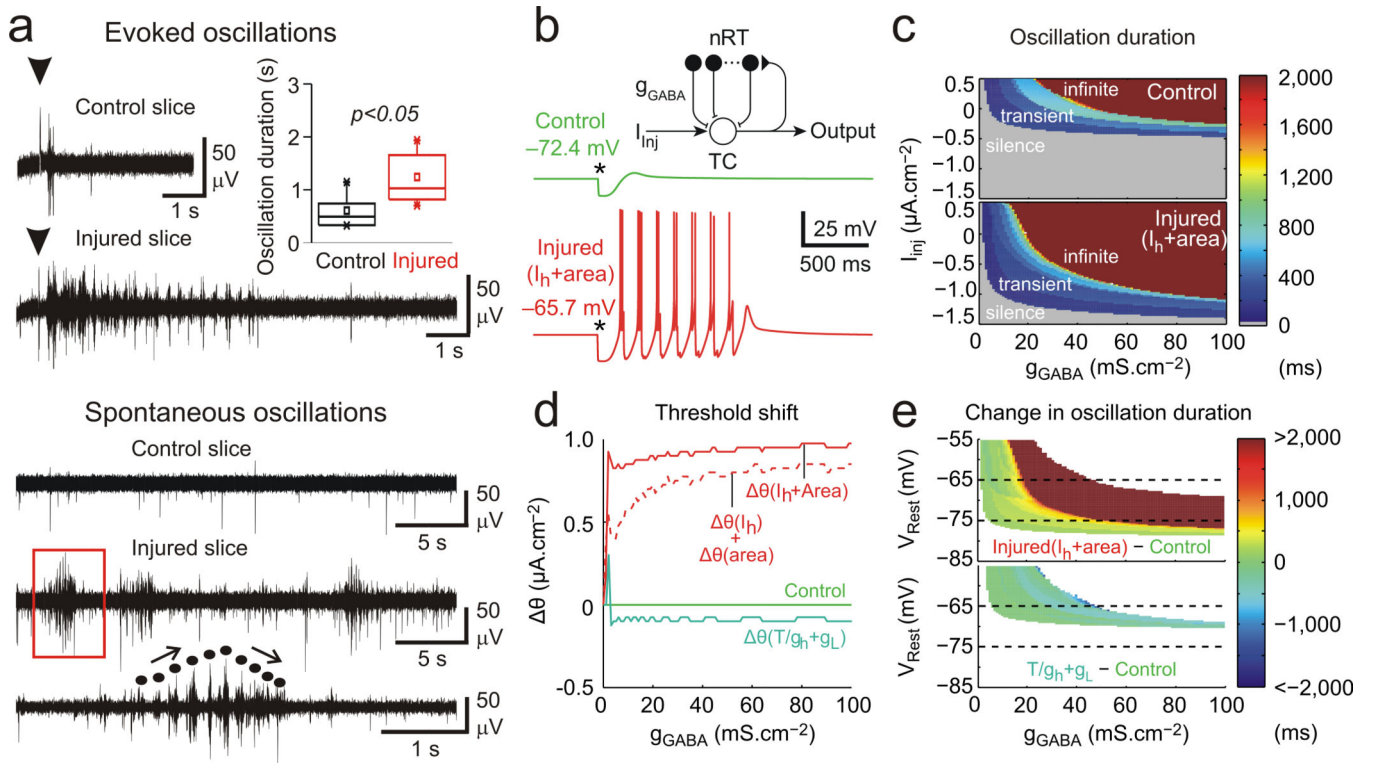 a
Evoked oscillations
Control slice
50
µV
1 s
Injured slice
50
µV
1 s
Oscillation duration (s)
3
2
1
0
p<0.05
Control Injured
Spontaneous oscillations
Control slice
50
µV
5 s
Injured slice
50
µV
5 s
50
µV
1 s
b
nRT
gGABA
IInj
Output
TC
Control
−72.4 mV
*
Injured
(Ih+area)
−65.7 mV
*
25 mV
500 ms
c
Oscillation duration
0.5
0
−0.5
−1.0
−1.5
infinite
Control
transient
silence
0.5
0
−0.5
−1.0
−1.5
Injured
(Ih+area)
infinite
transient
silence
Iinj (µA.cm−2)
20 40 60 80 100
gGABA (mS.cm−2)
2,000
1,600
1,200
800
400
0
(ms)
d
Threshold shift
1.0
0.5
0
−0.5
Δθ (µA.cm−2)
Δθ(Ih+Area)
Δθ(Ih)
+
Δθ(area)
Control
Δθ(T/gh+gL)
0 20 40 60 80 100
gGABA (mS.cm−2)
e
Change in oscillation duration
−55
−65
−75
−85
VRest (mV)
Injured(Ih+area) − Control
−65
−75
−85
VRest (mV)
T/gh+gL − Control
0 20 40 60 80 100
gGABA (mS.cm−2)
>2,000
1,000
0
−1,000
<−2,000
(ms)